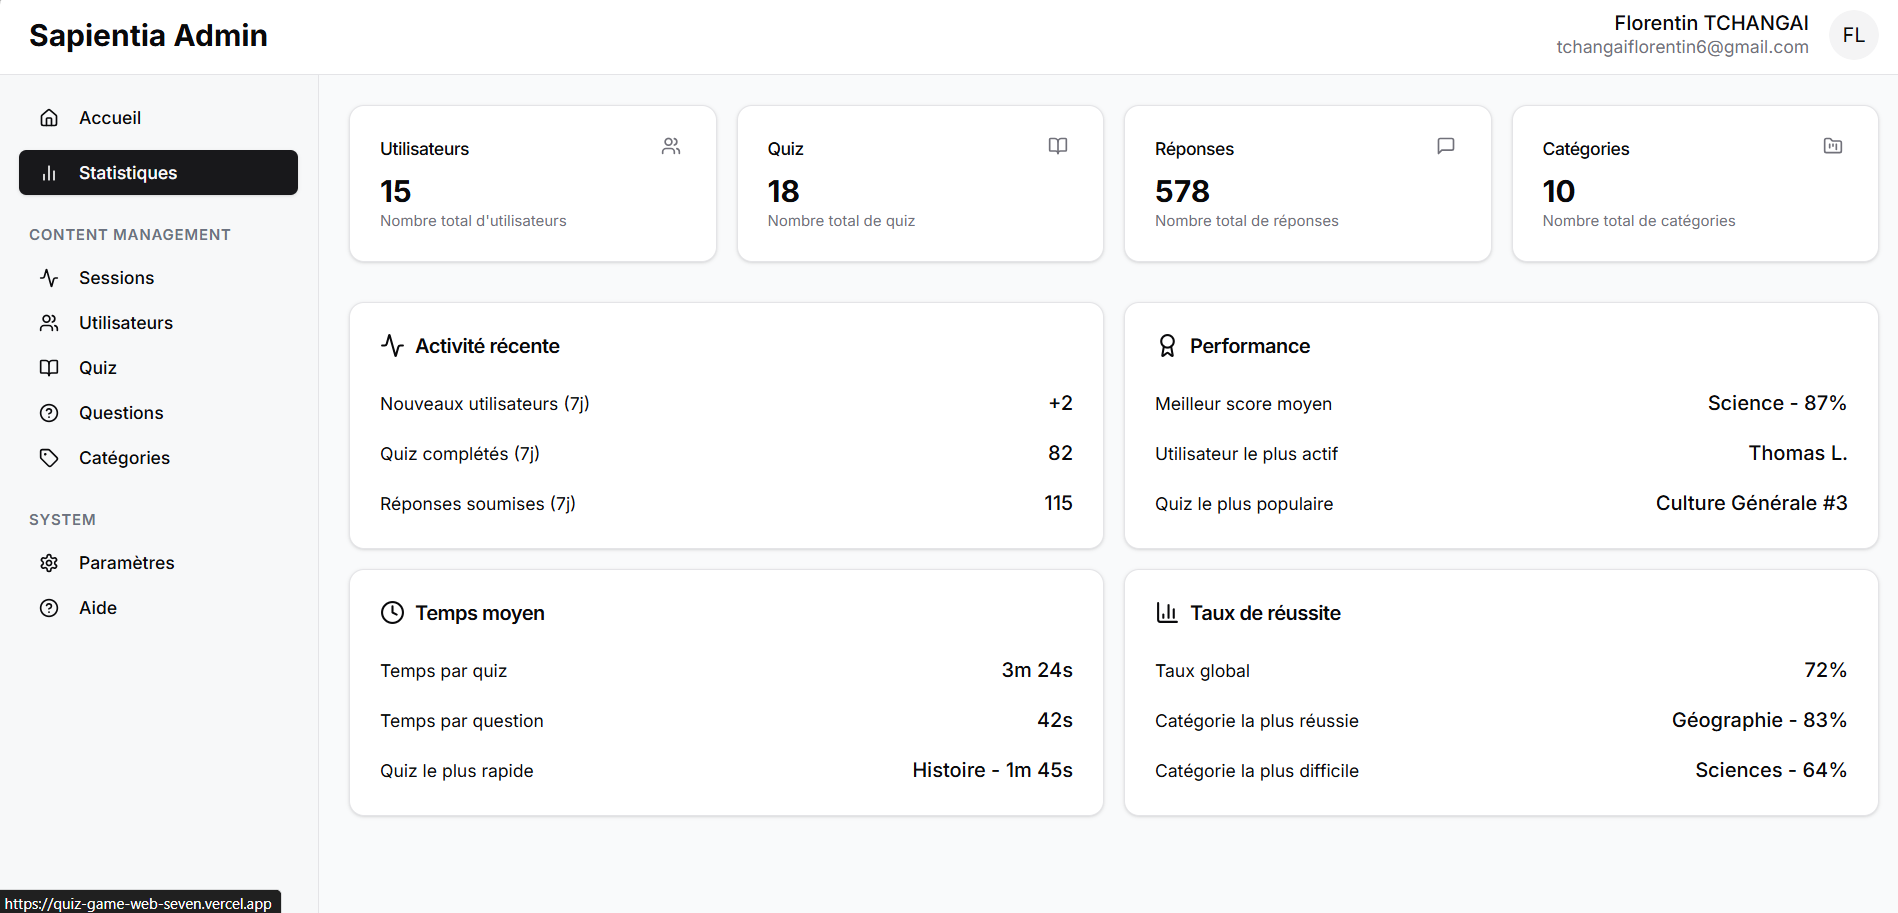 Sapientia Admin
Florentin TCHANGAI
tchangaiflorentin6@gmail.com
FL
Accueil
Statistiques
CONTENT MANAGEMENT
Sessions
Utilisateurs
Quiz
Questions
Catégories
SYSTEM
Paramètres
Aide
Utilisateurs
15
Nombre total d'utilisateurs
Quiz
18
Nombre total de quiz
Réponses
578
Nombre total de réponses
Catégories
10
Nombre total de catégories
Activité récente
Nouveaux utilisateurs (7j) +2
Quiz complétés (7j) 82
Réponses soumises (7j) 115
Performance
Meilleur score moyen Science - 87%
Utilisateur le plus actif Thomas L.
Quiz le plus populaire Culture Générale #3
Temps moyen
Temps par quiz 3m 24s
Temps par question 42s
Quiz le plus rapide Histoire - 1m 45s
Taux de réussite
Taux global 72%
Catégorie la plus réussie Géographie - 83%
Catégorie la plus difficile Sciences - 64%
https://quiz-game-web-seven.vercel.app